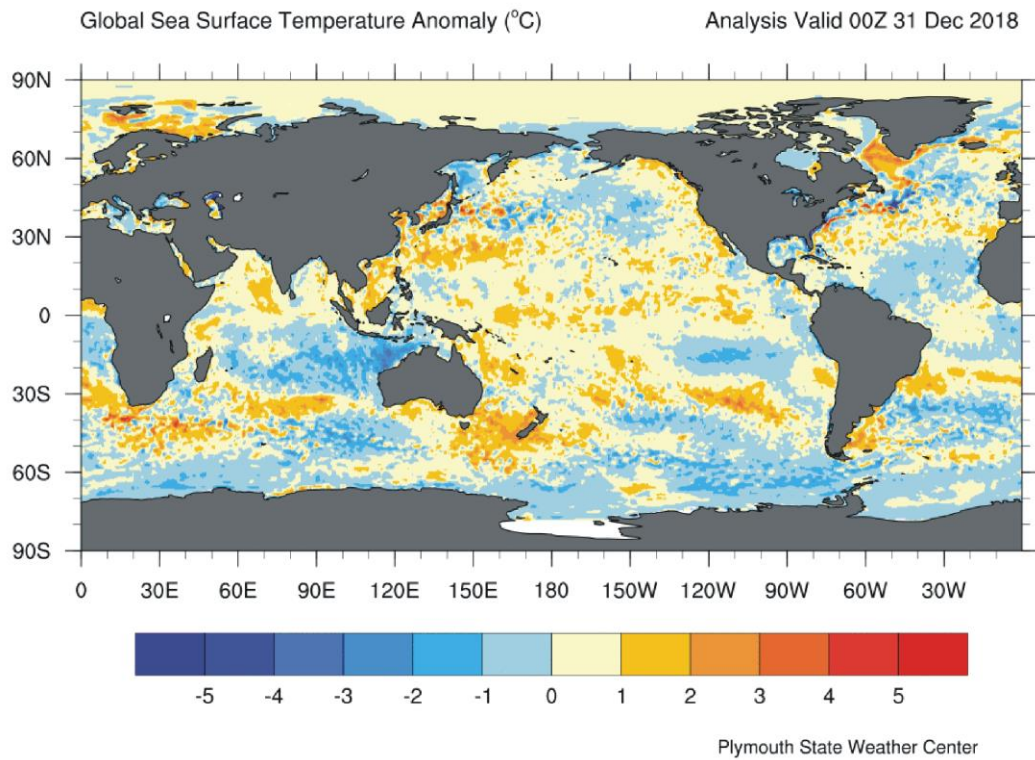 Global Sea Surface Temperature Anomaly (°C) Analysis Valid 00Z 31 Dec 2018
90N
60N
30N
0
30S
60S
90S
0 30E 60E 90E 120E 150E 180 150W 120W 90W 60W 30W
-5 -4 -3 -2 -1 0 1 2 3 4 5
Plymouth State Weather Center